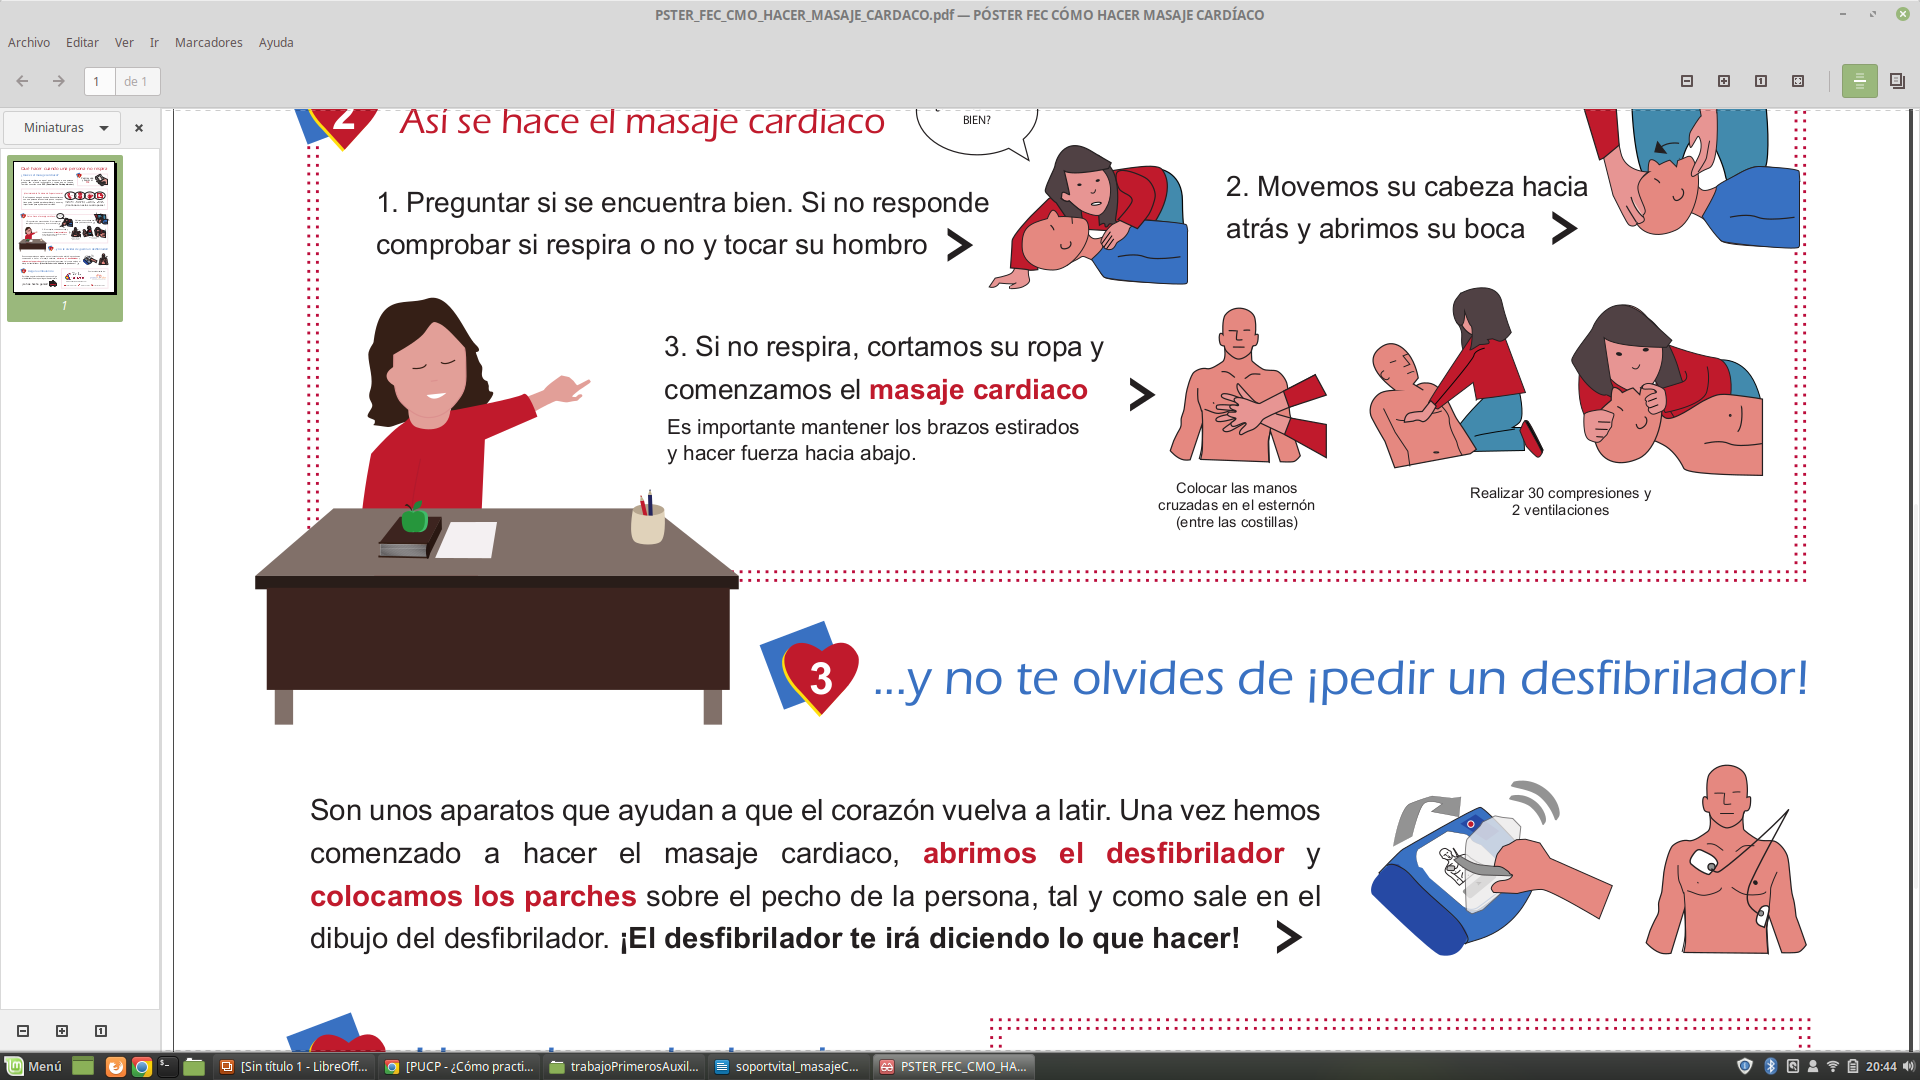 PSTER_FEC_CMO_HACER_MASAJE_CARDACO.pdf — PÓSTER FEC CÓMO HACER MASAJE CARDÍACO
Archivo Editar Ver Ir Marcadores Ayuda
1 de 1
Miniaturas
1
2 Así se hace el masaje cardiaco
BIEN?
1. Preguntar si se encuentra bien. Si no responde
comprobar si respira o no y tocar su hombro
2. Movemos su cabeza hacia
atrás y abrimos su boca
3. Si no respira, cortamos su ropa y
comenzamos el masaje cardiaco
Es importante mantener los brazos estirados
y hacer fuerza hacia abajo.
Colocar las manos
cruzadas en el esternón
(entre las costillas)
Realizar 30 compresiones y
2 ventilaciones
3 ...y no te olvides de ¡pedir un desfibrilador!
Son unos aparatos que ayudan a que el corazón vuelva a latir. Una vez hemos
comenzado a hacer el masaje cardiaco, abrimos el desfibrilador y
colocamos los parches sobre el pecho de la persona, tal y como sale en el
dibujo del desfibrilador. ¡El desfibrilador te irá diciendo lo que hacer!
Menú [Sin título 1 - LibreOff... [PUCP - ¿Cómo practi... trabajoPrimerosAuxil... soportvital_masajeC... PSTER_FEC_CMO_HA... 20:44